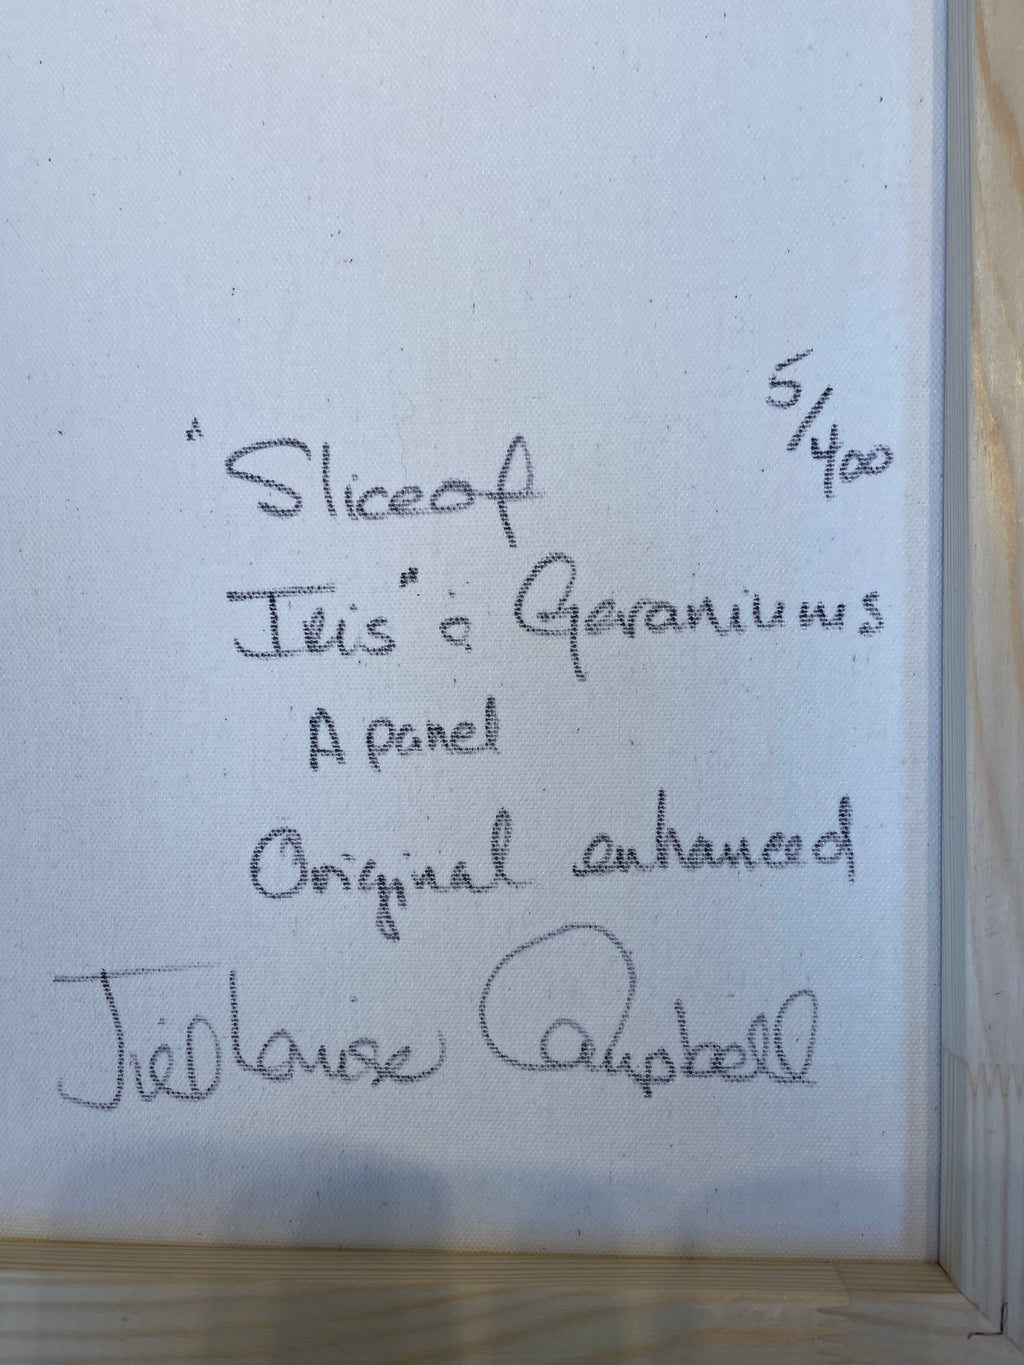 5/400
"Slice of
Iris" & Geraniums
A panel
Original enhanced
Jill Louise Campbell